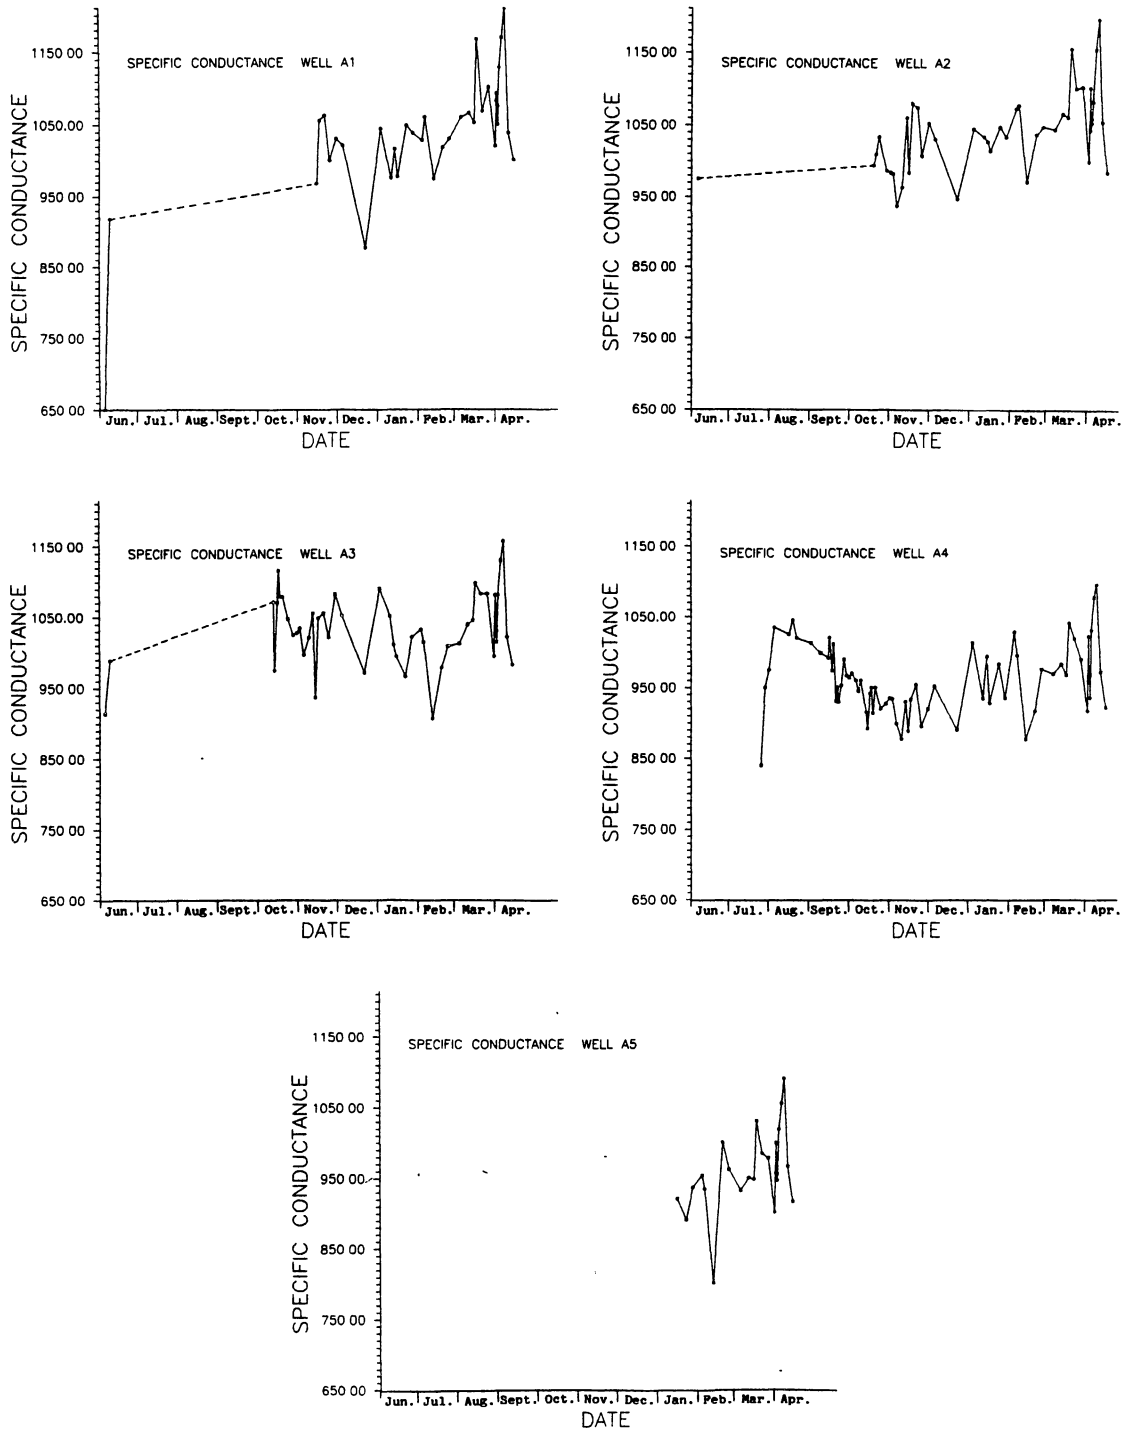 SPECIFIC CONDUCTANCE WELL A1
SPECIFIC CONDUCTANCE
1150 00
1050.00
950 00
850 00
750 00
650 00
Jun. Jul. Aug. Sept. Oct. Nov. Dec. Jan. Feb. Mar. Apr.
DATE
SPECIFIC CONDUCTANCE WELL A2
SPECIFIC CONDUCTANCE
1150 00
1050.00
950 00
850 00
750 00
650 00
Jun. Jul. Aug. Sept. Oct. Nov. Dec. Jan. Feb. Mar. Apr.
DATE
SPECIFIC CONDUCTANCE WELL A3
SPECIFIC CONDUCTANCE
1150 00
1050.00
950 00
850 00
750 00
650 00
Jun. Jul. Aug. Sept. Oct. Nov. Dec. Jan. Feb. Mar. Apr.
DATE
SPECIFIC CONDUCTANCE WELL A4
SPECIFIC CONDUCTANCE
1150 00
1050.00
950 00
850 00
750 00
650 00
Jun. Jul. Aug. Sept. Oct. Nov. Dec. Jan. Feb. Mar. Apr.
DATE
SPECIFIC CONDUCTANCE WELL A5
SPECIFIC CONDUCTANCE
1150 00
1050 00
950 00
850 00
750 00
650 00
Jun. Jul. Aug. Sept. Oct. Nov. Dec. Jan. Feb. Mar. Apr.
DATE